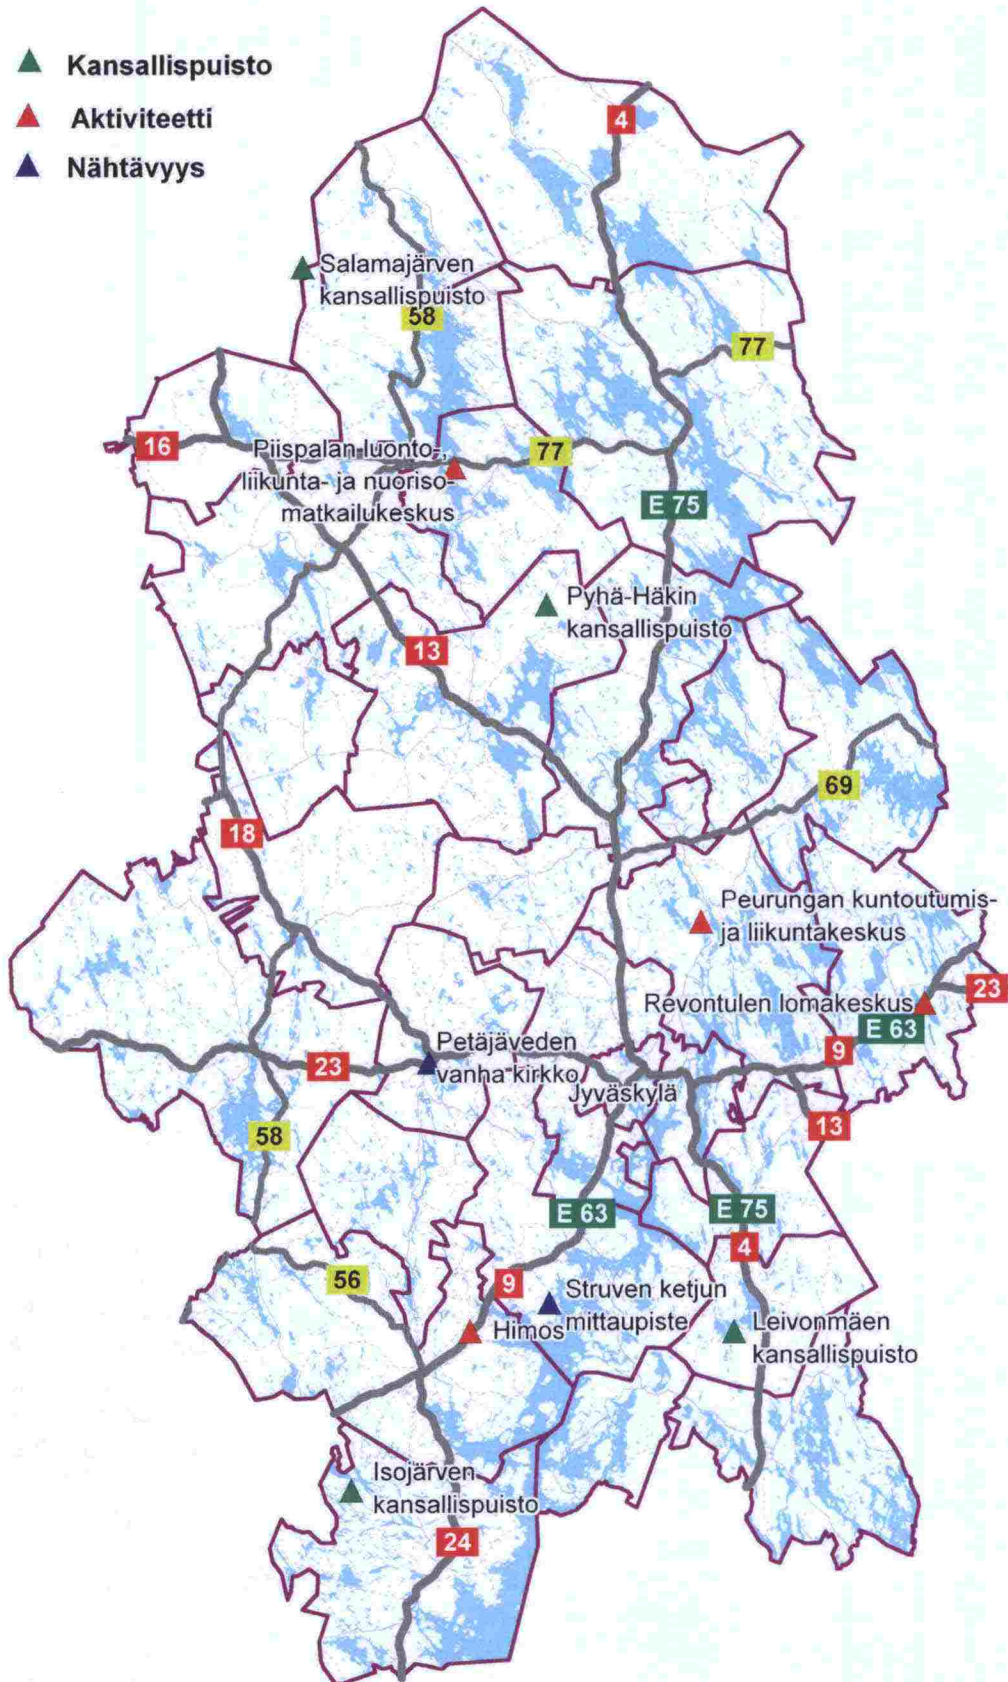 Kansallispuisto
Aktiviteetti
Nähtävyys
4
Salamajärven
kansallispuisto
58
77
16
Piispalan luonto-,
liikunta- ja nuoriso-
matkailukeskus
77
E 75
Pyhä-Häkin
kansallispuisto
13
69
18
Peurungan kuntoutumis-
ja liikuntakeskus
Revontulen lomakeskus
23
E 63
9
Petäjäveden
vanha kirkko
23
Jyväskylä
13
58
E 63
E 75
4
56
9
Struven ketjun
mittaupiste
Himos
Leivonmäen
kansallispuisto
Isojärven
kansallispuisto
24